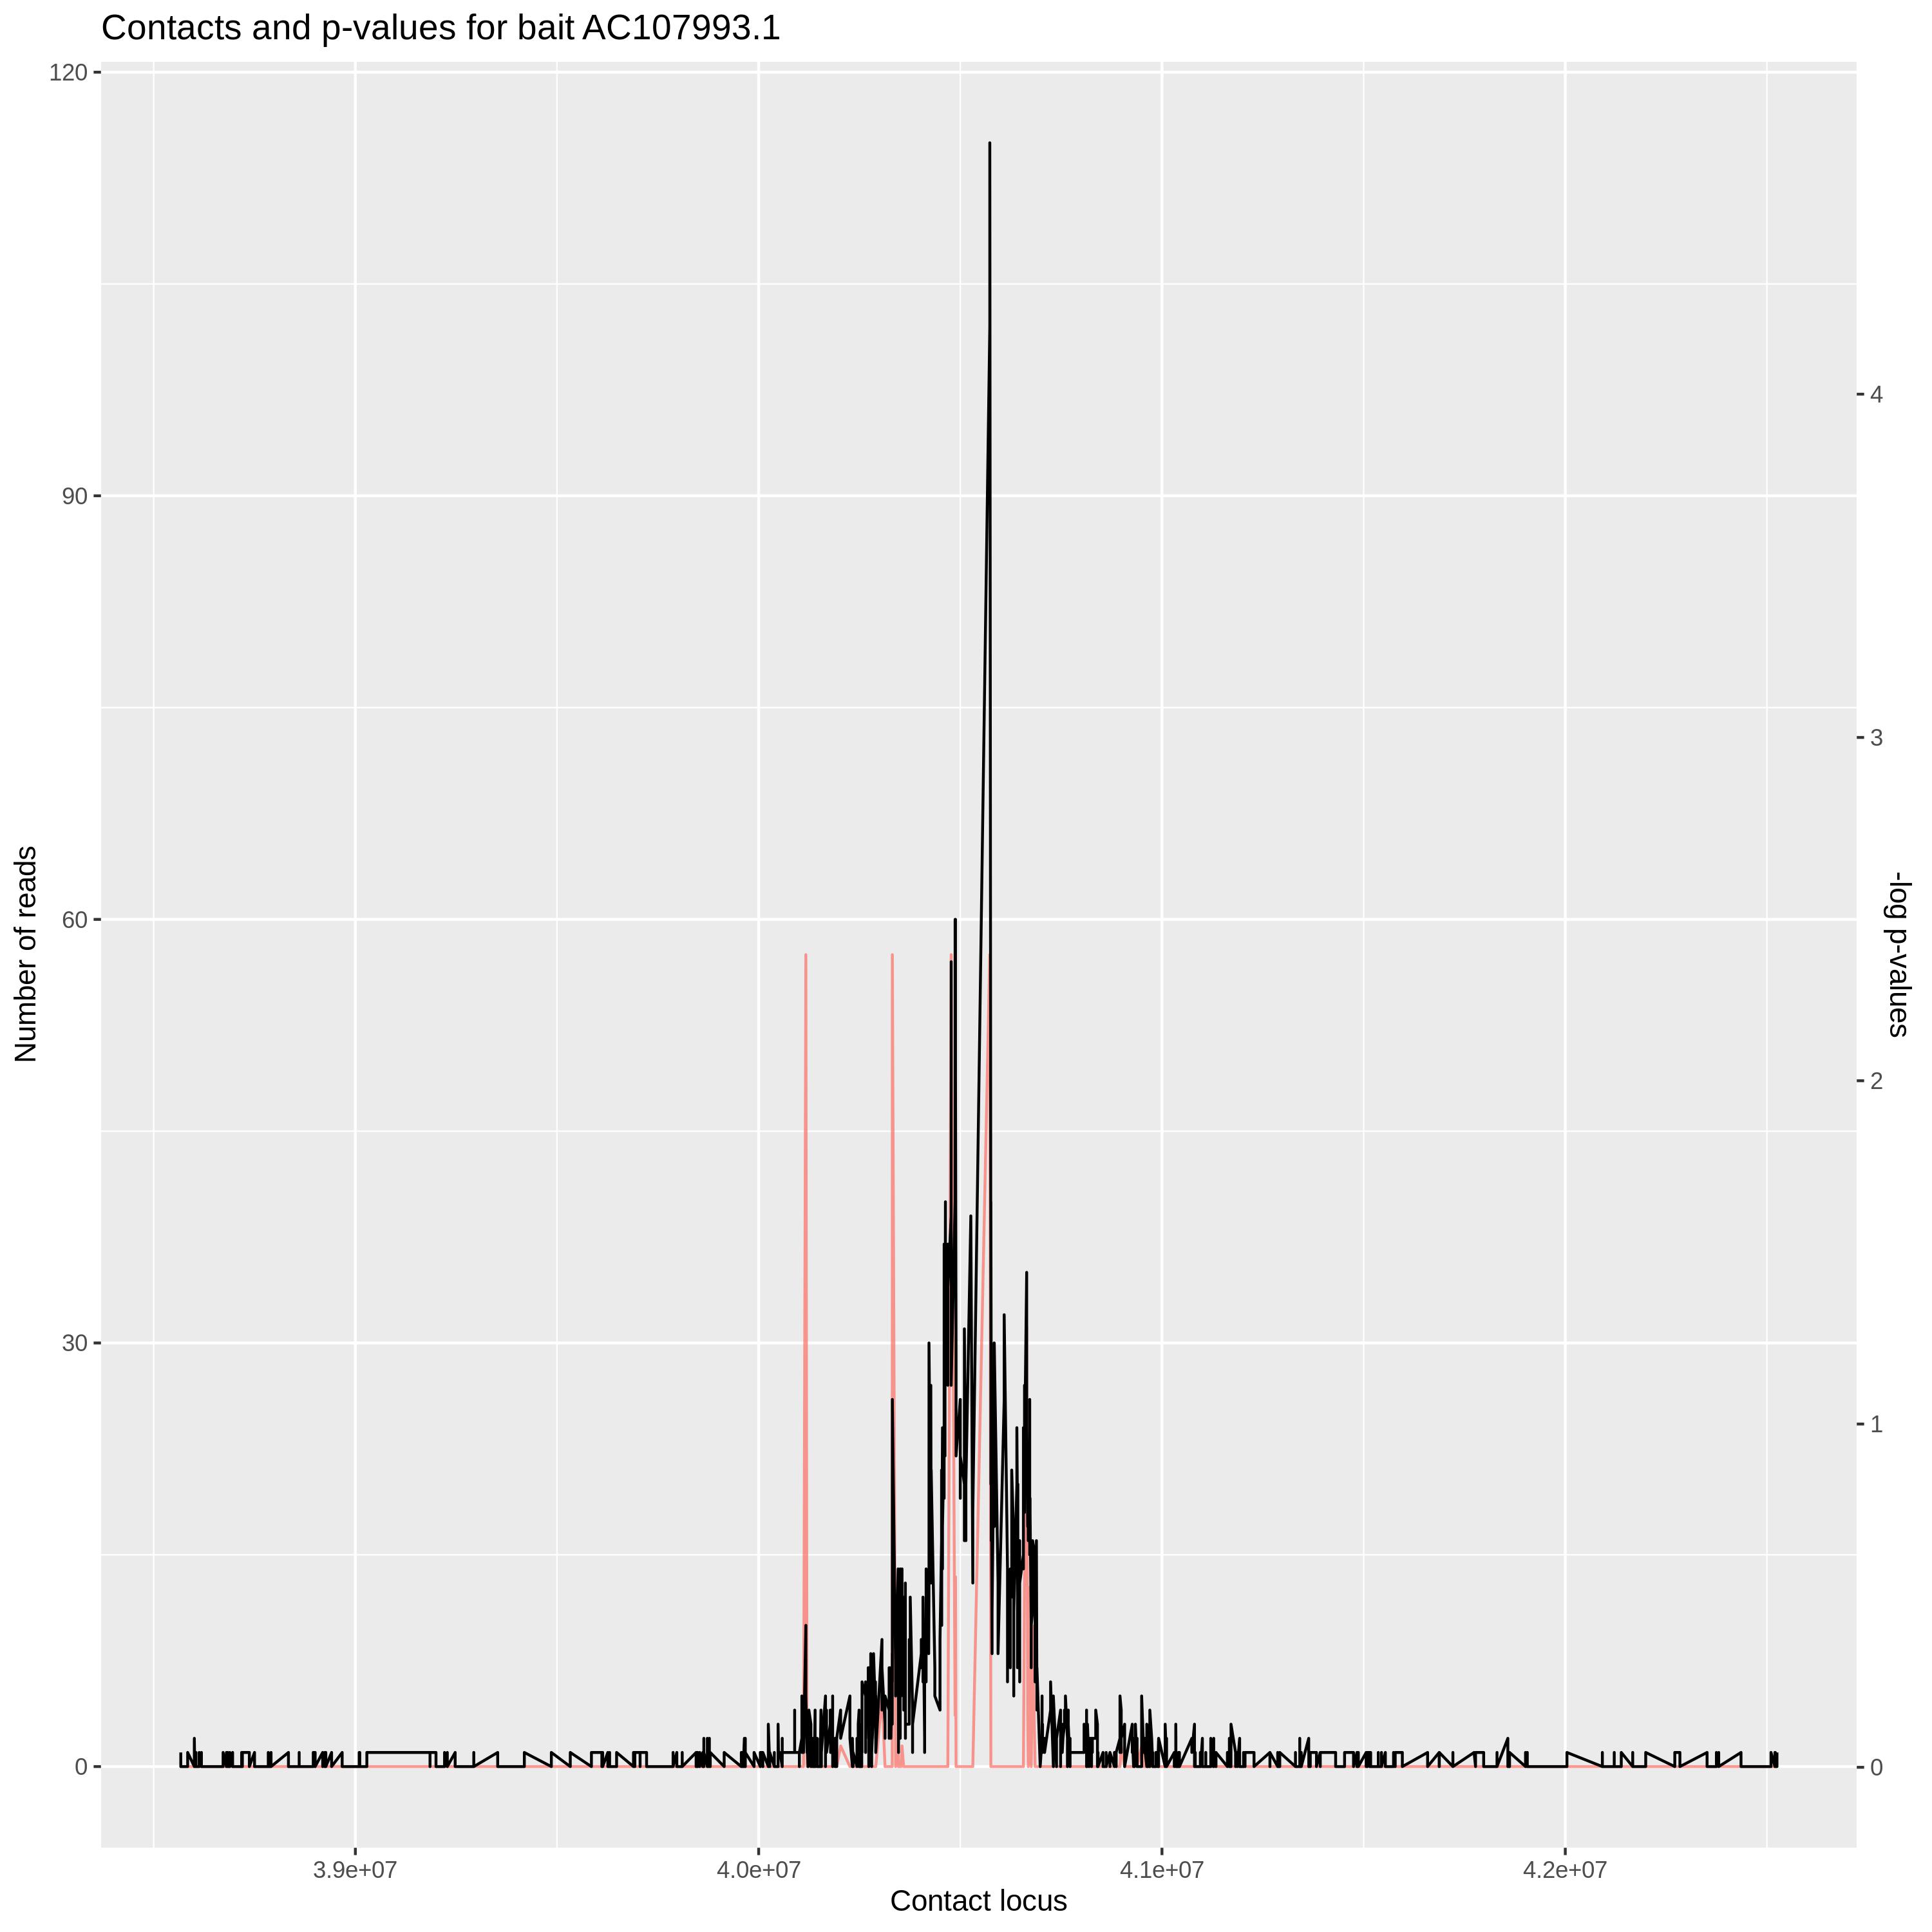 Contacts and p-values for bait AC107993.1
120
90
60
30
0
Number of reads
4
3
2
1
0
-log p-values
3.9e+07
4.0e+07
4.1e+07
4.2e+07
Contact locus